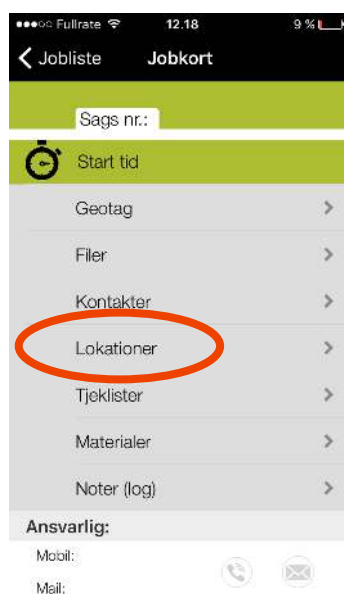 Fullrate 12.18 9 %
Jobliste Jobkort
Sags nr.:
Start tid
Geotag
Filer
Kontakter
Lokationer
Tjeklister
Materialer
Noter (log)
Ansvarlig:
Mobil:
Mail: